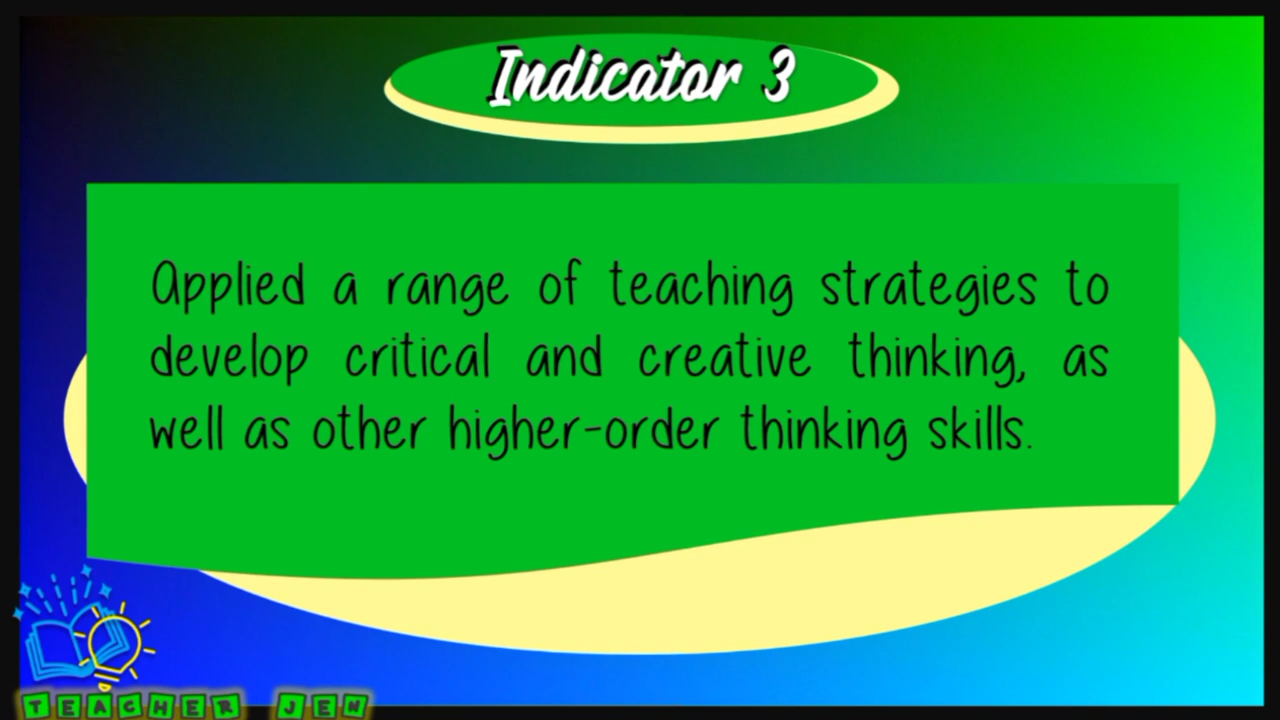 Indicator 3
Applied a range of teaching strategies to
develop critical and creative thinking, as
well as other higher-order thinking skills.
TEACHER JEN